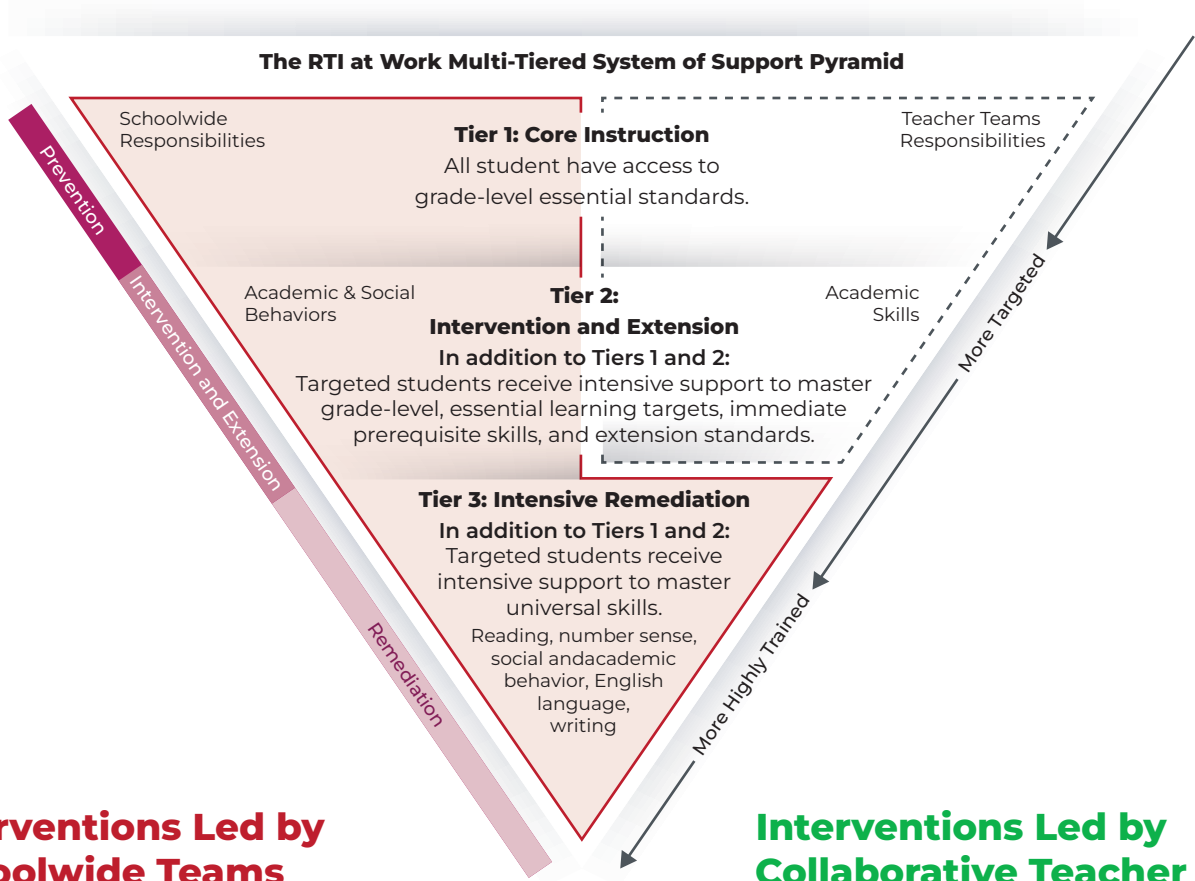 The RTI at Work Multi-Tiered System of Support Pyramid
Schoolwide
Responsibilities
Tier 1: Core Instruction
All student have access to
grade-level essential standards.
Teacher Teams
Responsibilities
Prevention
Academic & Social
Behaviors
Tier 2:
Intervention and Extension
In addition to Tiers 1 and 2:
Targeted students receive intensive support to master
grade-level, essential learning targets, immediate
prerequisite skills, and extension standards.
Academic
Skills
Intervention and Extension
More Targeted
Tier 3: Intensive Remediation
In addition to Tiers 1 and 2:
Targeted students receive
intensive support to master
universal skills.
Reading, number sense,
social andacademic
behavior, English
language,
writing
Remediation
More Highly Trained
rventions Led by
oolwide Teams
Interventions Led by
Collaborative Teacher